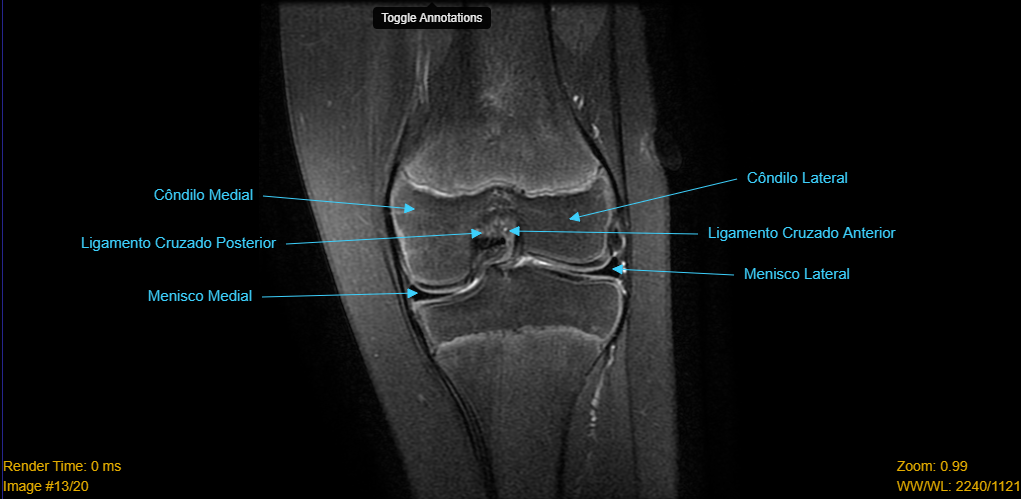 Toggle Annotations
Côndilo Lateral
Côndilo Medial
Ligamento Cruzado Anterior
Ligamento Cruzado Posterior
Menisco Lateral
Menisco Medial
Render Time: 0 ms
Zoom: 0.99
Image #13/20
WW/WL: 2240/1121